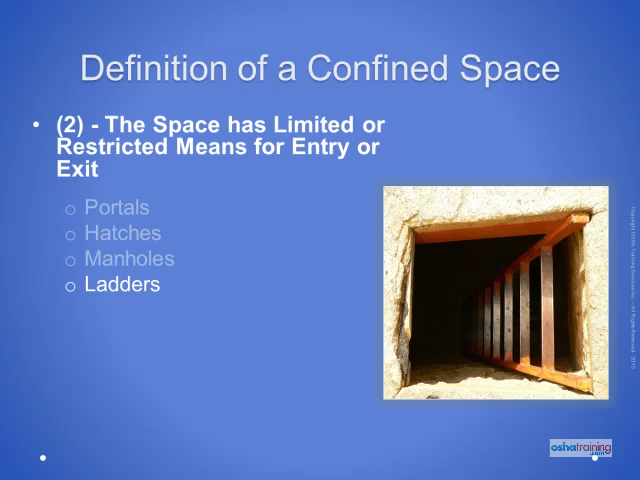 Definition of a Confined Space
• (2) - The Space has Limited or
Restricted Means for Entry or
Exit
o Portals
o Hatches
o Manholes
o Ladders
oshatraining
.com